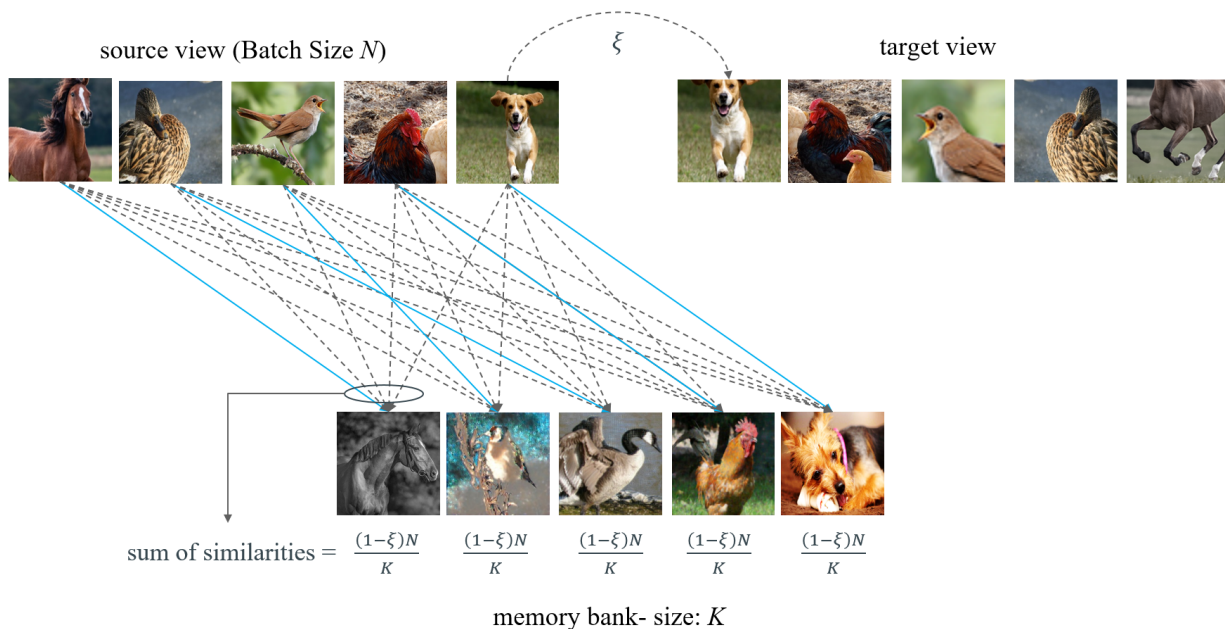 ξ
source view (Batch Size N)
target view
sum of similarities = (1−ξ)N/K (1−ξ)N/K (1−ξ)N/K (1−ξ)N/K (1−ξ)N/K
memory bank- size: K